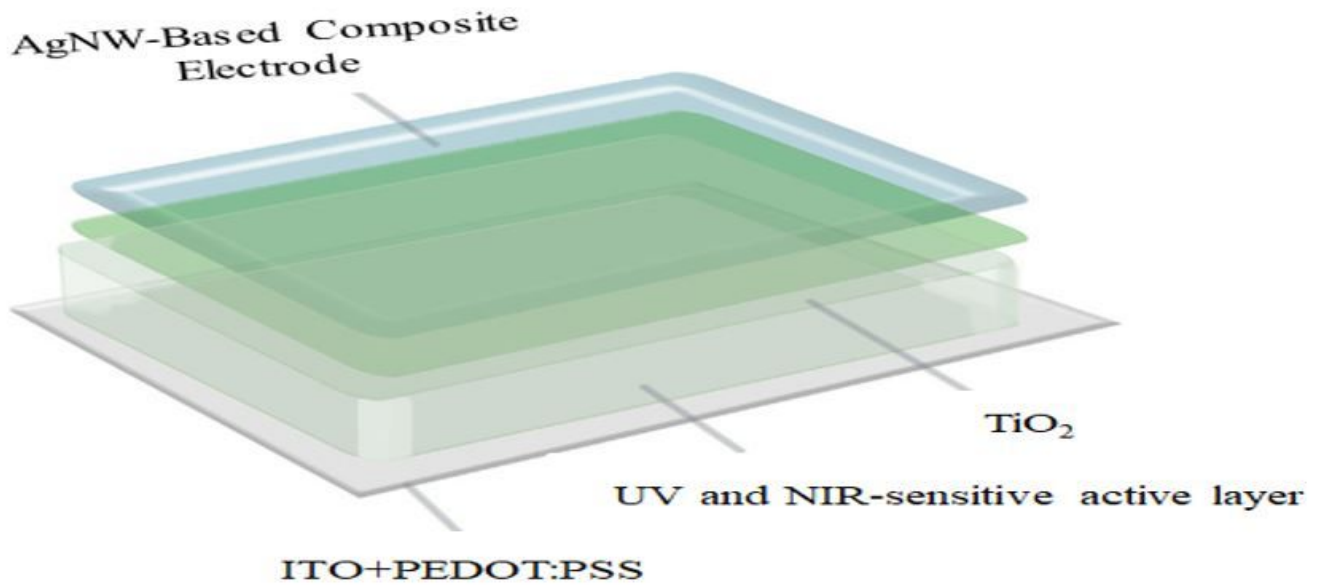 AgNW-Based Composite
Electrode
TiO₂
UV and NIR-sensitive active layer
ITO+PEDOT:PSS